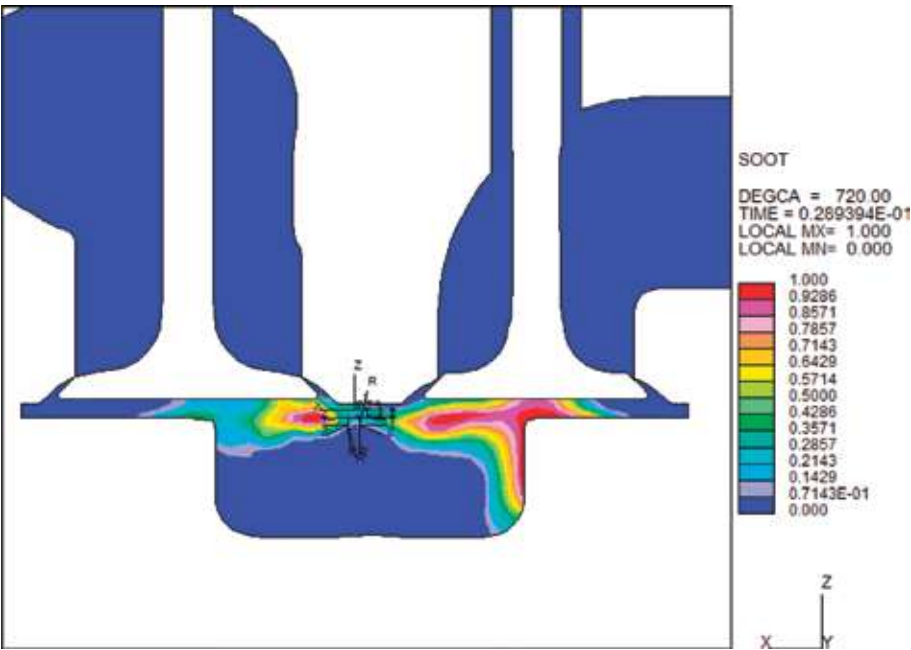 SOOT
DEGCA = 720.00
TIME = 0.289394E-01
LOCAL MX= 1.000
LOCAL MN= 0.000
1.000
0.9286
0.8571
0.7857
0.7143
0.6429
0.5714
0.5000
0.4286
0.3571
0.2857
0.2143
0.1429
0.7143E-01
0.000
Z
R
Z
X
Y